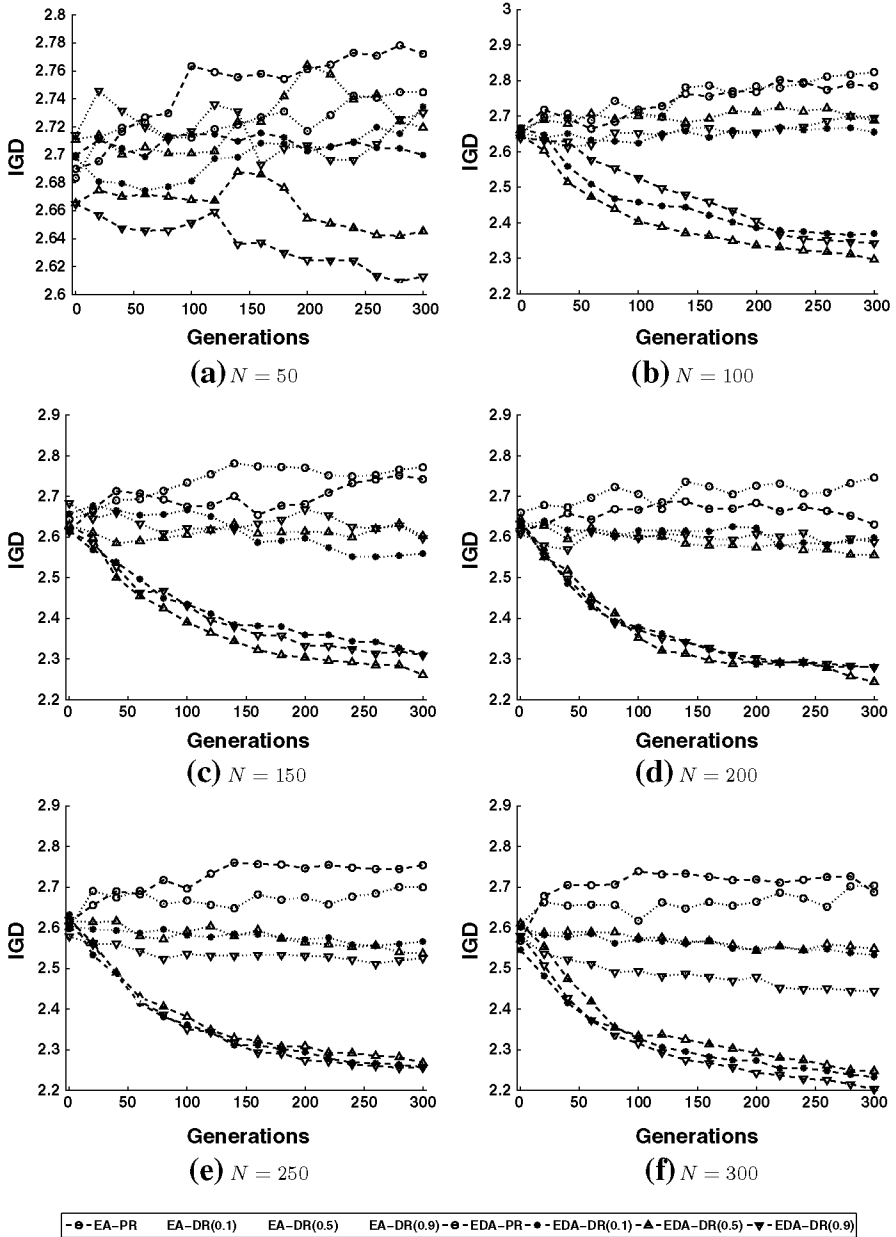 2.8
2.78
2.76
2.74
2.72
2.7
2.68
2.66
2.64
2.62
2.6
IGD
0 50 100 150 200 250 300
Generations
(a) N = 50
3
2.9
2.8
2.7
2.6
2.5
2.4
2.3
2.2
IGD
0 50 100 150 200 250 300
Generations
(b) N = 100
2.9
2.8
2.7
2.6
2.5
2.4
2.3
2.2
IGD
0 50 100 150 200 250 300
Generations
(c) N = 150
2.9
2.8
2.7
2.6
2.5
2.4
2.3
2.2
IGD
0 50 100 150 200 250 300
Generations
(d) N = 200
2.9
2.8
2.7
2.6
2.5
2.4
2.3
2.2
IGD
0 50 100 150 200 250 300
Generations
(e) N = 250
2.9
2.8
2.7
2.6
2.5
2.4
2.3
2.2
IGD
0 50 100 150 200 250 300
Generations
(f) N = 300
EA-PR EA-DR(0.1) EA-DR(0.5) EA-DR(0.9) EDA-PR EDA-DR(0.1) EDA-DR(0.5) EDA-DR(0.9)